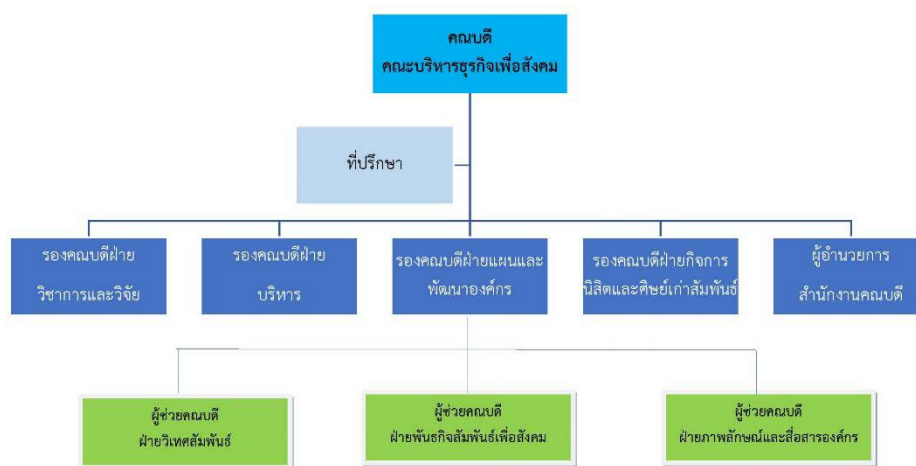 คณบดี
คณะบริหารธุรกิจเพื่อสังคม
ที่ปรึกษา
รองคณบดีฝ่าย
วิชาการและวิจัย
รองคณบดีฝ่าย
บริหาร
รองคณบดีฝ่ายแผนและ
พัฒนาองค์กร
รองคณบดีฝ่ายกิจการ
นิสิตและศิษย์เก่าสัมพันธ์
ผู้อำนวยการ
สำนักงานคณบดี
ผู้ช่วยคณบดี
ฝ่ายวิเทศสัมพันธ์
ผู้ช่วยคณบดี
ฝ่ายพันธกิจสัมพันธ์เพื่อสังคม
ผู้ช่วยคณบดี
ฝ่ายภาพลักษณ์และสื่อสารองค์กร